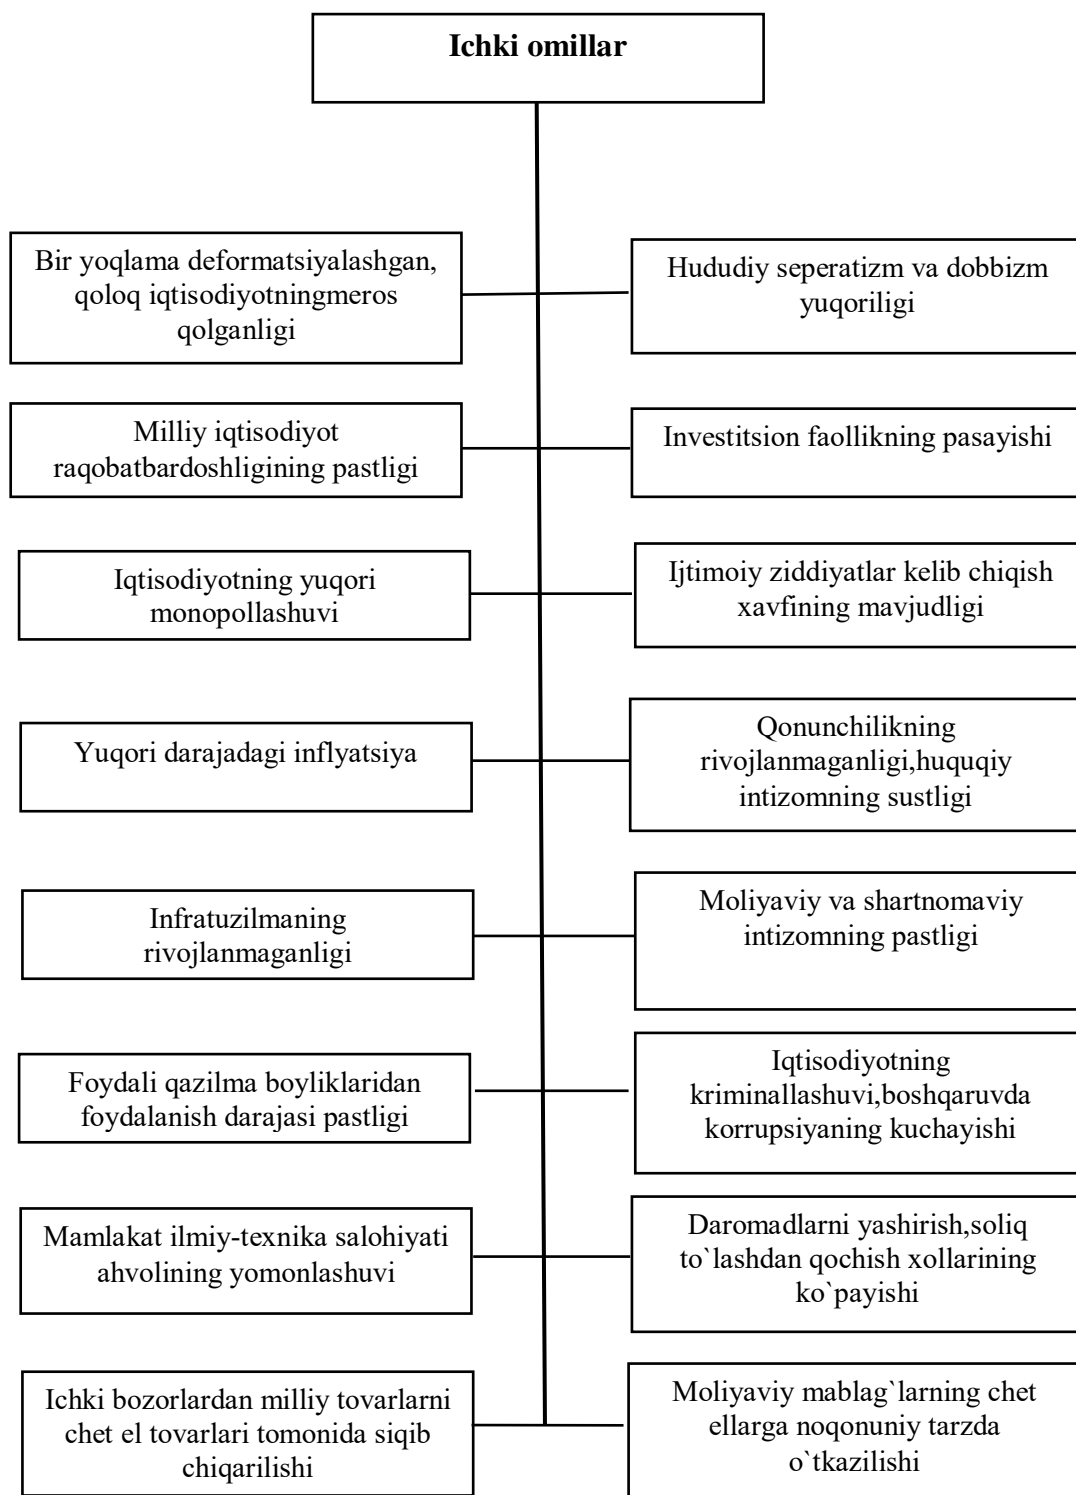 Ichki omillar
Bir yoqlama deformatsiyalashgan,
qoloq iqtisodiyotningmeros
qolganligi
Hududiy seperatizm va dobbizm
yuqoriligi
Milliy iqtisodiyot
raqobatbardoshligining pastligi
Investitsion faollikning pasayishi
Iqtisodiyotning yuqori
monopollashuvi
Ijtimoiy ziddiyatlar kelib chiqish
xavfining mavjudligi
Yuqori darajadagi inflyatsiya
Qonunchilikning
rivojlanmaganligi,huquqiy
intizomning sustligi
Infratuzilmaning
rivojlanmaganligi
Moliyaviy va shartnomaviy
intizomning pastligi
Foydali qazilma boyliklaridan
foydalanish darajasi pastligi
Iqtisodiyotning
kriminallashuvi,boshqaruvda
korrupsiyaning kuchayishi
Mamlakat ilmiy-texnika salohiyati
ahvolining yomonlashuvi
Daromadlarni yashirish,soliq
to`lashdan qochish xollarining
ko`payishi
Ichki bozorlardan milliy tovarlarni
chet el tovarlari tomonida siqib
chiqarilishi
Moliyaviy mablag`larning chet
ellarga noqonuniy tarzda
o`tkazilishi